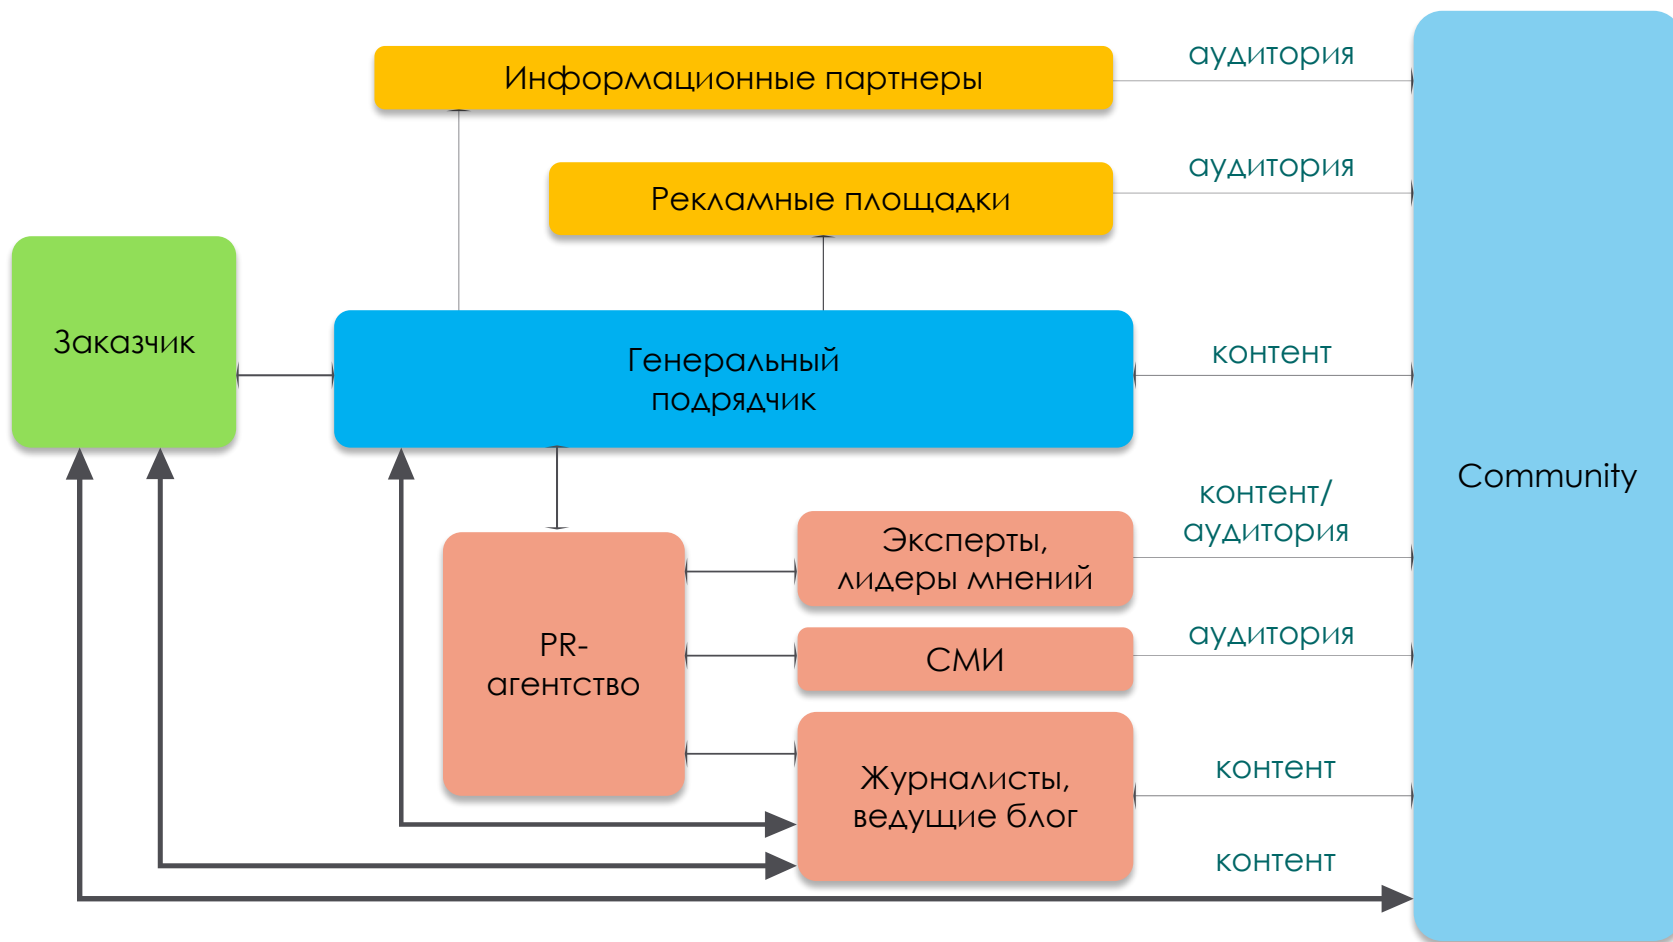 Информационные партнеры
аудитория
Рекламные площадки
аудитория
Заказчик
Генеральный
подрядчик
контент
Community
контент/
аудитория
Эксперты,
лидеры мнений
PR-
агентство
СМИ
аудитория
Журналисты,
ведущие блог
контент
контент